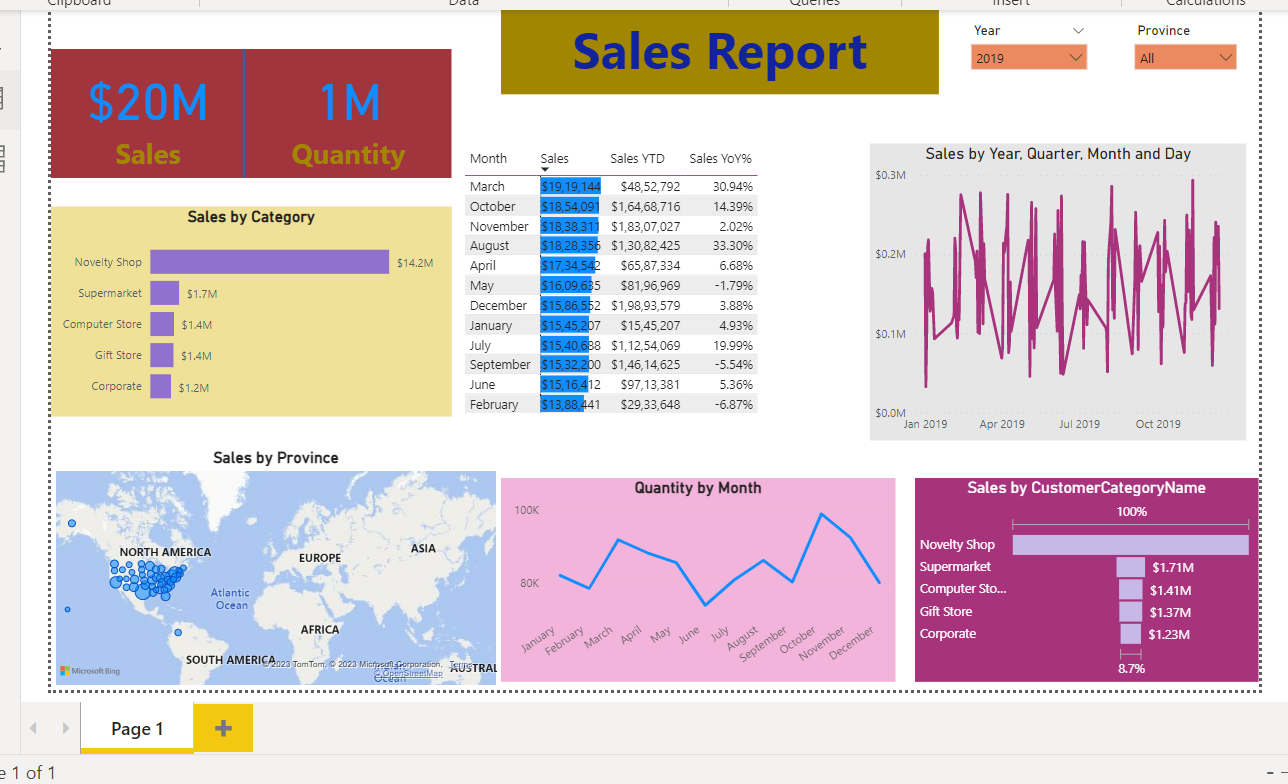 Clipboard
Data
Queries
Insert
Calculations
Sales Report
Year
2019
Province
All
$20M
Sales
1M
Quantity
Sales by Category
Novelty Shop $14.2M
Supermarket $1.7M
Computer Store $1.4M
Gift Store $1.4M
Corporate $1.2M
Month Sales Sales YTD Sales YoY%
March $19,19,144 $48,52,792 30.94%
October $18,54,091 $1,64,68,716 14.39%
November $18,38,311 $1,83,07,027 2.02%
August $18,28,356 $1,30,82,425 33.30%
April $17,34,542 $65,87,334 6.68%
May $16,09,635 $81,96,969 -1.79%
December $15,86,552 $1,98,93,579 3.88%
January $15,45,207 $15,45,207 4.93%
July $15,40,688 $1,12,54,069 19.99%
September $15,32,200 $1,46,14,625 -5.54%
June $15,16,412 $97,13,381 5.36%
February $13,88,441 $29,33,648 -6.87%
Sales by Year, Quarter, Month and Day
$0.3M
$0.2M
$0.1M
$0.0M
Jan 2019 Apr 2019 Jul 2019 Oct 2019
Sales by Province
NORTH AMERICA
EUROPE
ASIA
Atlantic
Ocean
AFRICA
SOUTH AMERICA
AUSTRAL
Ocean
© 2023 TomTom, © 2023 Microsoft Corporation, Terms
© OpenStreetMap
Microsoft Bing
Quantity by Month
100K
80K
January February March April May June July August September October November December
Sales by CustomerCategoryName
100%
Novelty Shop
Supermarket $1.71M
Computer Sto... $1.41M
Gift Store $1.37M
Corporate $1.23M
8.7%
Page 1
e 1 of 1